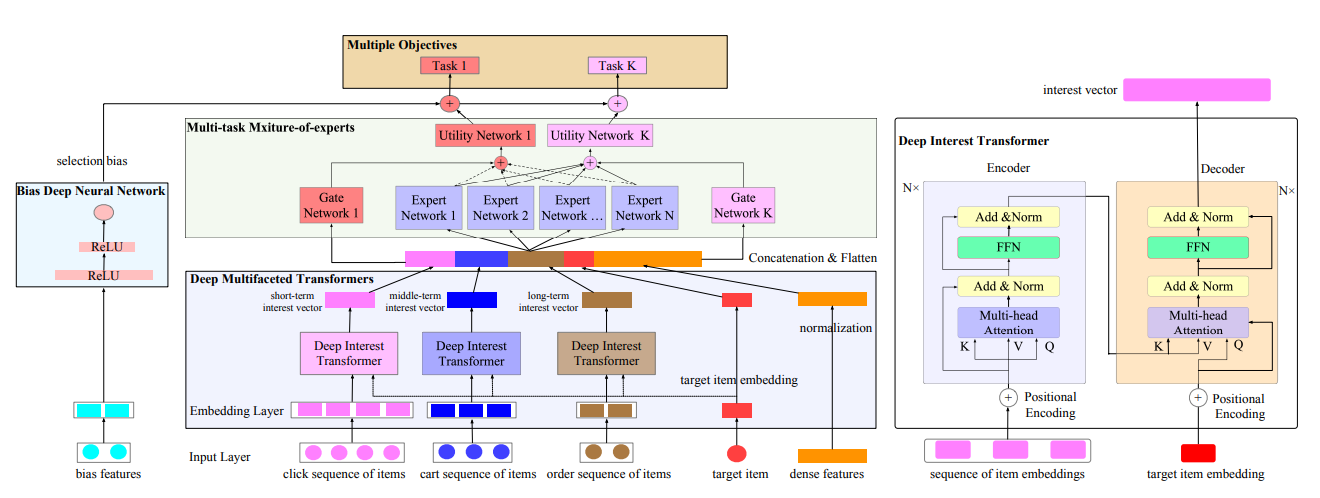 Multiple Objectives
Task 1
Task K
+
+
Multi-task Mxiture-of-experts
Utility Network 1
Utility Network K
+
+
Gate
Network 1
Expert
Network 1
Expert
Network 2
Expert
Network …
Expert
Network N
Gate
Network K
Concatenation & Flatten
selection bias
Bias Deep Neural Network
ReLU
ReLU
bias features
Deep Multifaceted Transformers
short-term
interest vector
middle-term
interest vector
long-term
interest vector
normalization
Deep Interest
Transformer
Deep Interest
Transformer
Deep Interest
Transformer
target item embedding
Embedding Layer
Input Layer
click sequence of items
cart sequence of items
order sequence of items
target item
dense features
interest vector
Deep Interest Transformer
Encoder
N×
Add &Norm
FFN
Add & Norm
Multi-head
Attention
K
V
Q
+
Positional
Encoding
sequence of item embeddings
Decoder
N×
Add & Norm
FFN
Add & Norm
Multi-head
Attention
K
V
Q
+
Positional
Encoding
target item embedding